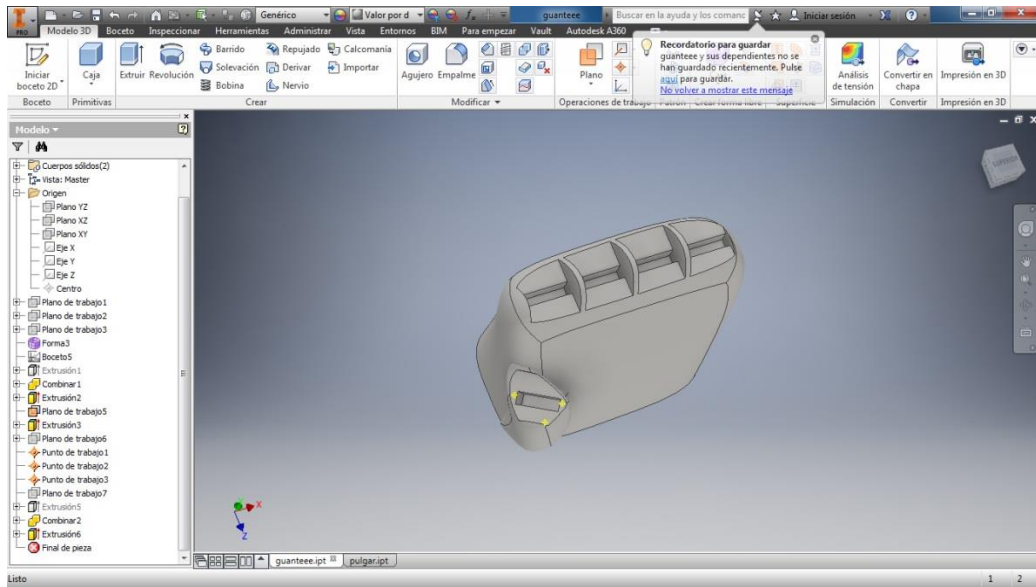 Genérico
Valor por d
guanteee
Buscar en la ayuda y los comanc
Iniciar sesión
PRO
Modelo 3D
Boceto
Inspeccionar
Herramientas
Administrar
Vista
Entornos
BIM
Para empezar
Vault
Autodesk A360
Recordatorio para guardar
guanteee y sus dependientes no se
han guardado recientemente. Pulse
aquí para guardar.
No volver a mostrar este mensaje
Iniciar
boceto 2D
Caja
Extruir
Revolución
Barrido
Solevación
Bobina
Repujado
Derivar
Nervio
Calcomanía
Importar
Agujero
Empalme
Plano
Análisis
de tensión
Convertir en
chapa
Impresión en 3D
Boceto
Primitivas
Crear
Modificar
Operaciones de trabajo
Patrón
Crear forma libre
Superficie
Simulación
Convertir
Impresión en 3D
Modelo
Cuerpos sólidos(2)
Vista: Master
Origen
Plano YZ
Plano XZ
Plano XY
Eje X
Eje Y
Eje Z
Centro
Plano de trabajo1
Plano de trabajo2
Plano de trabajo3
Forma3
Boceto5
Extrusión1
Combinar1
Extrusión2
Plano de trabajo5
Extrusión3
Plano de trabajo6
Punto de trabajo1
Punto de trabajo2
Punto de trabajo3
Plano de trabajo7
Extrusión5
Combinar2
Extrusión6
Final de pieza
X
Z
guanteee.ipt
pulgar.ipt
Listo
1 2